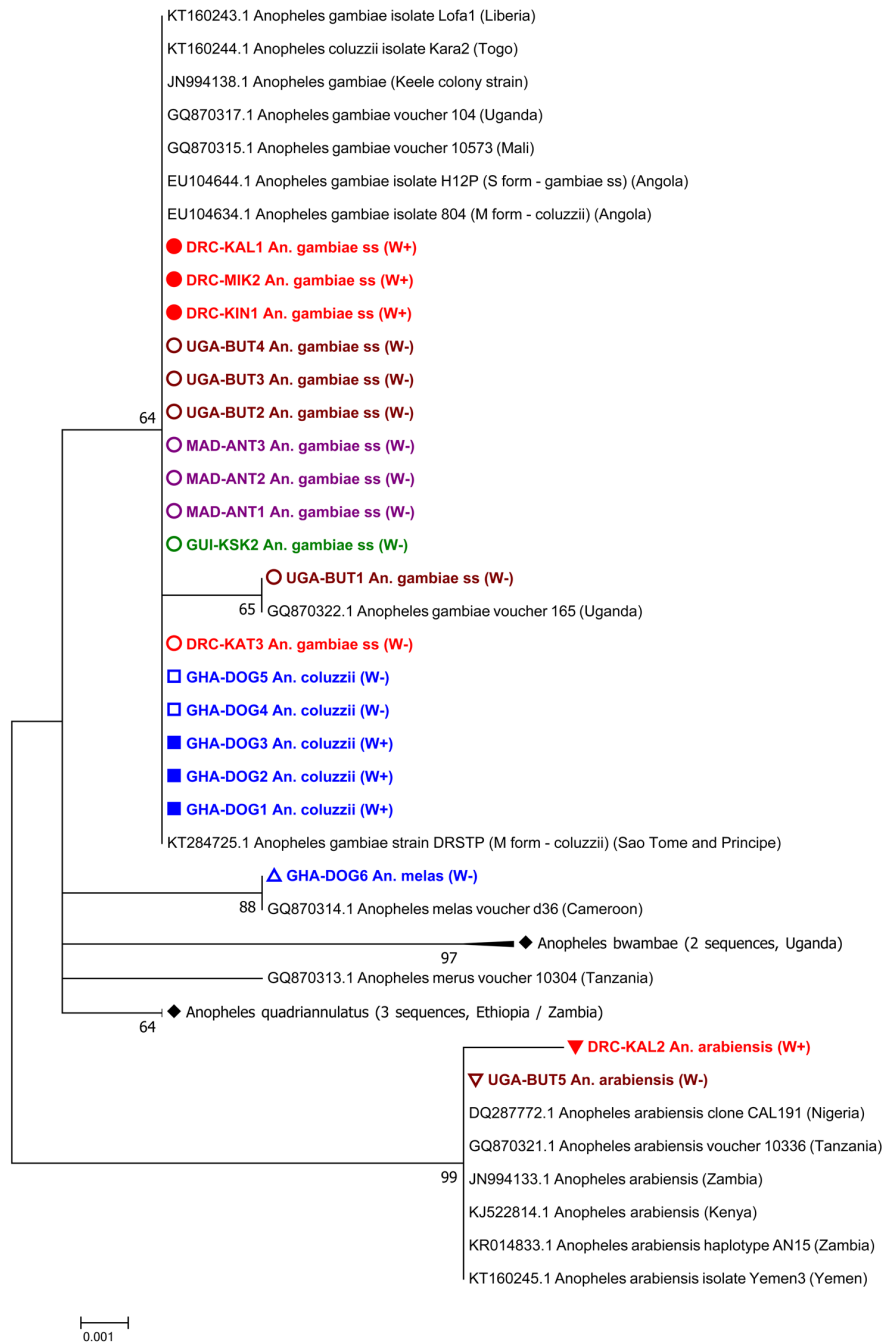 KT160243.1 Anopheles gambiae isolate Lofa1 (Liberia)
KT160244.1 Anopheles coluzzii isolate Kara2 (Togo)
JN994138.1 Anopheles gambiae (Keele colony strain)
GQ870317.1 Anopheles gambiae voucher 104 (Uganda)
GQ870315.1 Anopheles gambiae voucher 10573 (Mali)
EU104644.1 Anopheles gambiae isolate H12P (S form - gambiae ss) (Angola)
EU104634.1 Anopheles gambiae isolate 804 (M form - coluzzii) (Angola)
DRC-KAL1 An. gambiae ss (W+)
DRC-MIK2 An. gambiae ss (W+)
DRC-KIN1 An. gambiae ss (W+)
UGA-BUT4 An. gambiae ss (W-)
UGA-BUT3 An. gambiae ss (W-)
UGA-BUT2 An. gambiae ss (W-)
64
MAD-ANT3 An. gambiae ss (W-)
MAD-ANT2 An. gambiae ss (W-)
MAD-ANT1 An. gambiae ss (W-)
GUI-KSK2 An. gambiae ss (W-)
UGA-BUT1 An. gambiae ss (W-)
65
GQ870322.1 Anopheles gambiae voucher 165 (Uganda)
DRC-KAT3 An. gambiae ss (W-)
GHA-DOG5 An. coluzzii (W-)
GHA-DOG4 An. coluzzii (W-)
GHA-DOG3 An. coluzzii (W+)
GHA-DOG2 An. coluzzii (W+)
GHA-DOG1 An. coluzzii (W+)
KT284725.1 Anopheles gambiae strain DRSTP (M form - coluzzii) (Sao Tome and Principe)
GHA-DOG6 An. melas (W-)
88
GQ870314.1 Anopheles melas voucher d36 (Cameroon)
Anopheles bwambae (2 sequences, Uganda)
97
GQ870313.1 Anopheles merus voucher 10304 (Tanzania)
Anopheles quadriannulatus (3 sequences, Ethiopia / Zambia)
64
DRC-KAL2 An. arabiensis (W+)
UGA-BUT5 An. arabiensis (W-)
DQ287772.1 Anopheles arabiensis clone CAL191 (Nigeria)
GQ870321.1 Anopheles arabiensis voucher 10336 (Tanzania)
99
JN994133.1 Anopheles arabiensis (Zambia)
KJ522814.1 Anopheles arabiensis (Kenya)
KR014833.1 Anopheles arabiensis haplotype AN15 (Zambia)
KT160245.1 Anopheles arabiensis isolate Yemen3 (Yemen)
0.001